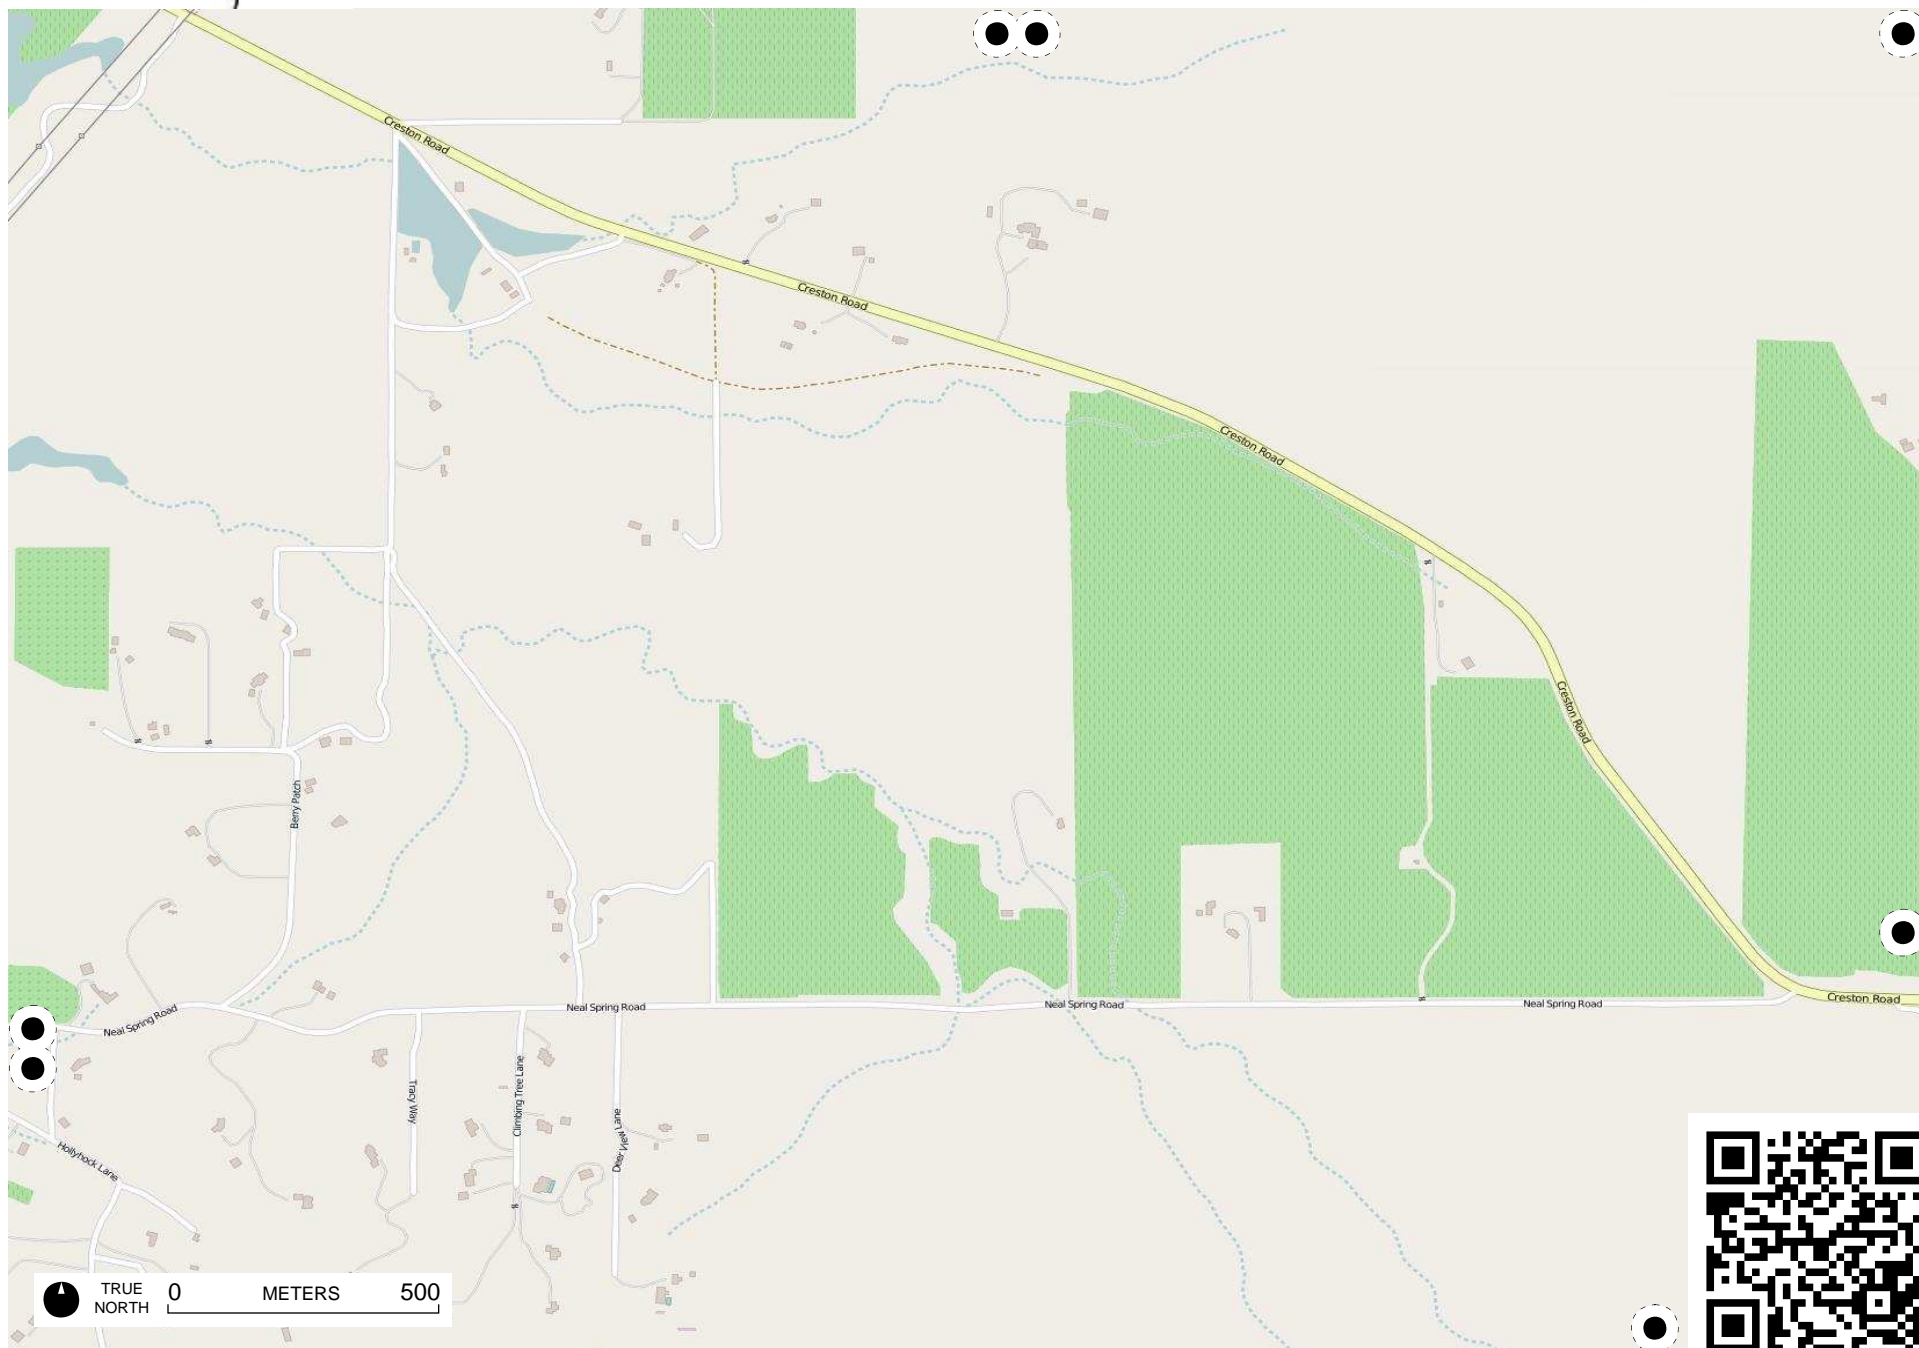 Creston Road
Creston Road
Creston Road
Creston Road
Berry Patch
Neal Spring Road
Neal Spring Road
Neal Spring Road
Neal Spring Road
Creston Road
Tracy Way
Climbing Tree Lane
Deer View Lane
Hollyhock Lane
TRUE
NORTH
0 METERS 500